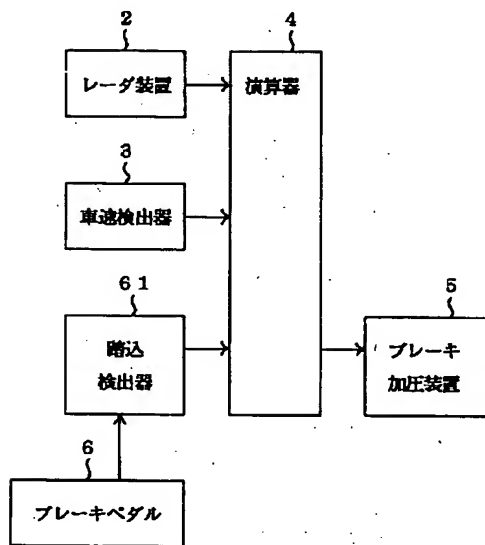 2
レーダ装置
3
車速検出器
61
踏込
検出器
6
ブレーキペダル
4
演算器
5
ブレーキ
加圧装置